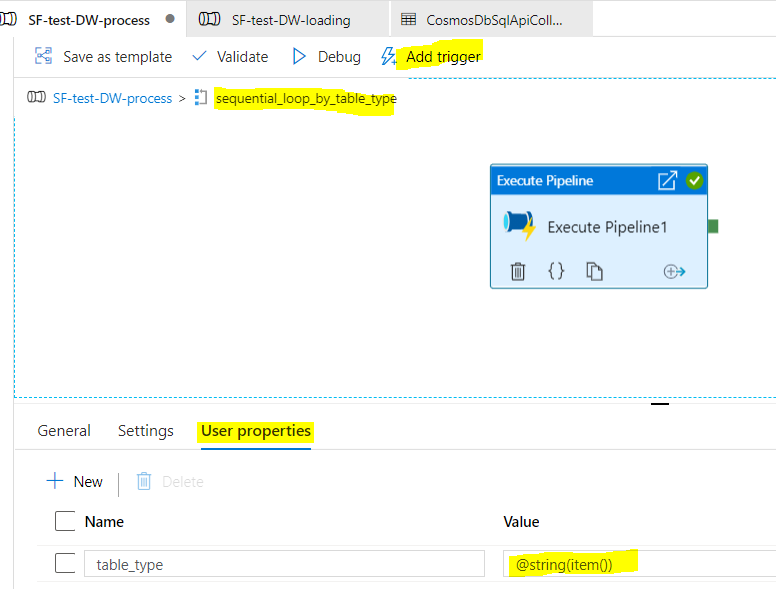 SF-test-DW-process SF-test-DW-loading CosmosDbSqlApiColl...
Save as template Validate Debug Add trigger
SF-test-DW-process > sequential_loop_by_table_type
Execute Pipeline
Execute Pipeline1
{}
General Settings User properties
+ New Delete
Name Value
table_type @string(item())